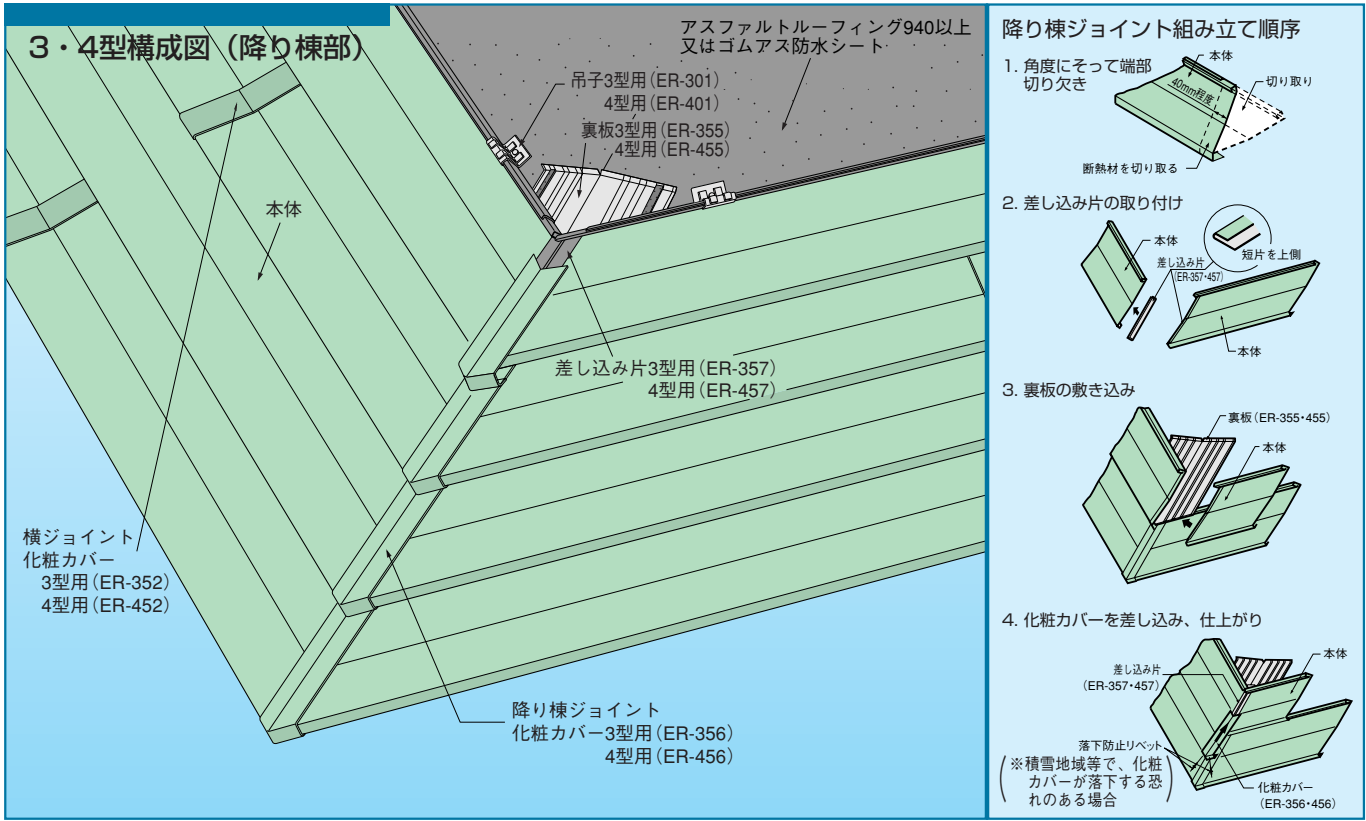 3・4型構成図（降り棟部）
アスファルトルーフィング940以上
又はゴムアス防水シート
吊子3型用（ER-301）
4型用（ER-401）
裏板3型用（ER-355）
4型用（ER-455）
本体
差し込み片3型用（ER-357）
4型用（ER-457）
横ジョイント
化粧カバー
3型用（ER-352）
4型用（ER-452）
降り棟ジョイント
化粧カバー3型用（ER-356）
4型用（ER-456）
降り棟ジョイント組み立て順序
1. 角度にそって端部
切り欠き
本体
切り取り
40mm程度
断熱材を切り取る
2. 差し込み片の取り付け
本体
短片を上側
差し込み片
（ER-357・457）
本体
3. 裏板の敷き込み
裏板（ER-355・455）
本体
4. 化粧カバーを差し込み、仕上がり
本体
差し込み片
（ER-357・457）
落下防止リベット
（※積雪地域等で、化粧
カバーが落下する恐
れのある場合）
化粧カバー
（ER-356・456）